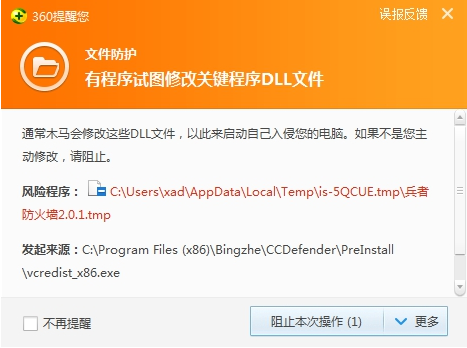 360提醒您
误报反馈
文件防护
有程序试图修改关键程序DLL文件
通常木马会修改这些DLL文件，以此来启动自己入侵您的电脑。如果不是您主
动修改，请阻止。
风险程序： C:\Users\xad\AppData\Local\Temp\is-5QCUE.tmp\兵者
防火墙2.0.1.tmp
发起来源：C:\Program Files (x86)\Bingzhe\CCDefender\PreInstall
\vcredist_x86.exe
不再提醒
阻止本次操作 (1)
更多